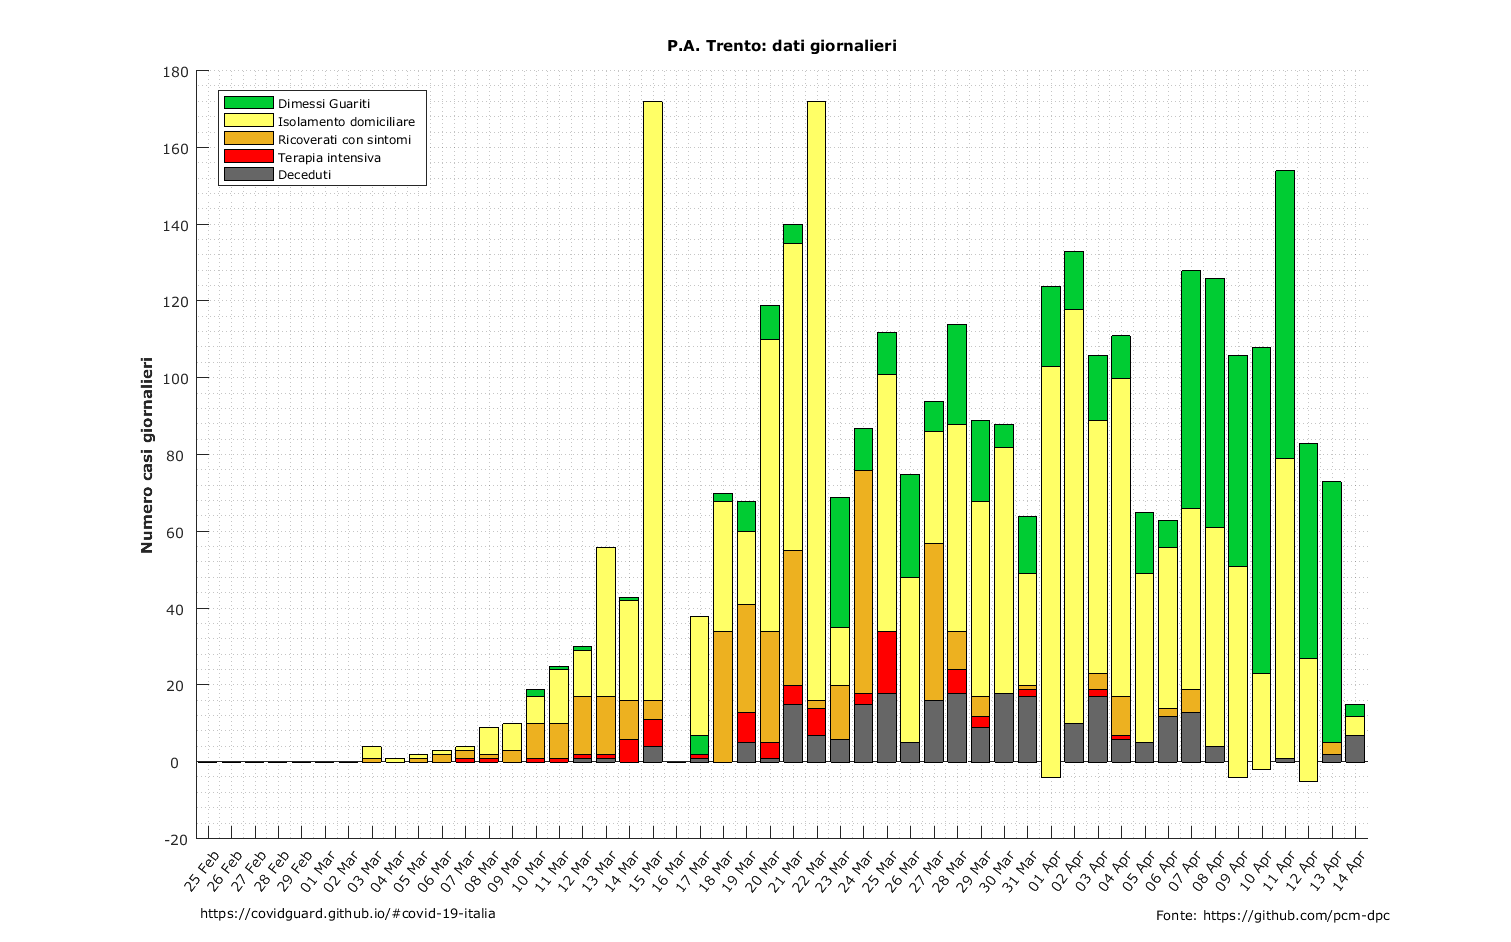 P.A. Trento: dati giornalieri
Numero casi giornalieri
180
160
140
120
100
80
60
40
20
0
-20
Dimessi Guariti
Isolamento domiciliare
Ricoverati con sintomi
Terapia intensiva
Deceduti
25 Feb
26 Feb
27 Feb
28 Feb
29 Feb
01 Mar
02 Mar
03 Mar
04 Mar
05 Mar
06 Mar
07 Mar
08 Mar
09 Mar
10 Mar
11 Mar
12 Mar
13 Mar
14 Mar
15 Mar
16 Mar
17 Mar
18 Mar
19 Mar
20 Mar
21 Mar
22 Mar
23 Mar
24 Mar
25 Mar
26 Mar
27 Mar
28 Mar
29 Mar
30 Mar
31 Mar
01 Apr
02 Apr
03 Apr
04 Apr
05 Apr
06 Apr
07 Apr
08 Apr
09 Apr
10 Apr
11 Apr
12 Apr
13 Apr
14 Apr
https://covidguard.github.io/#covid-19-italia
Fonte: https://github.com/pcm-dpc